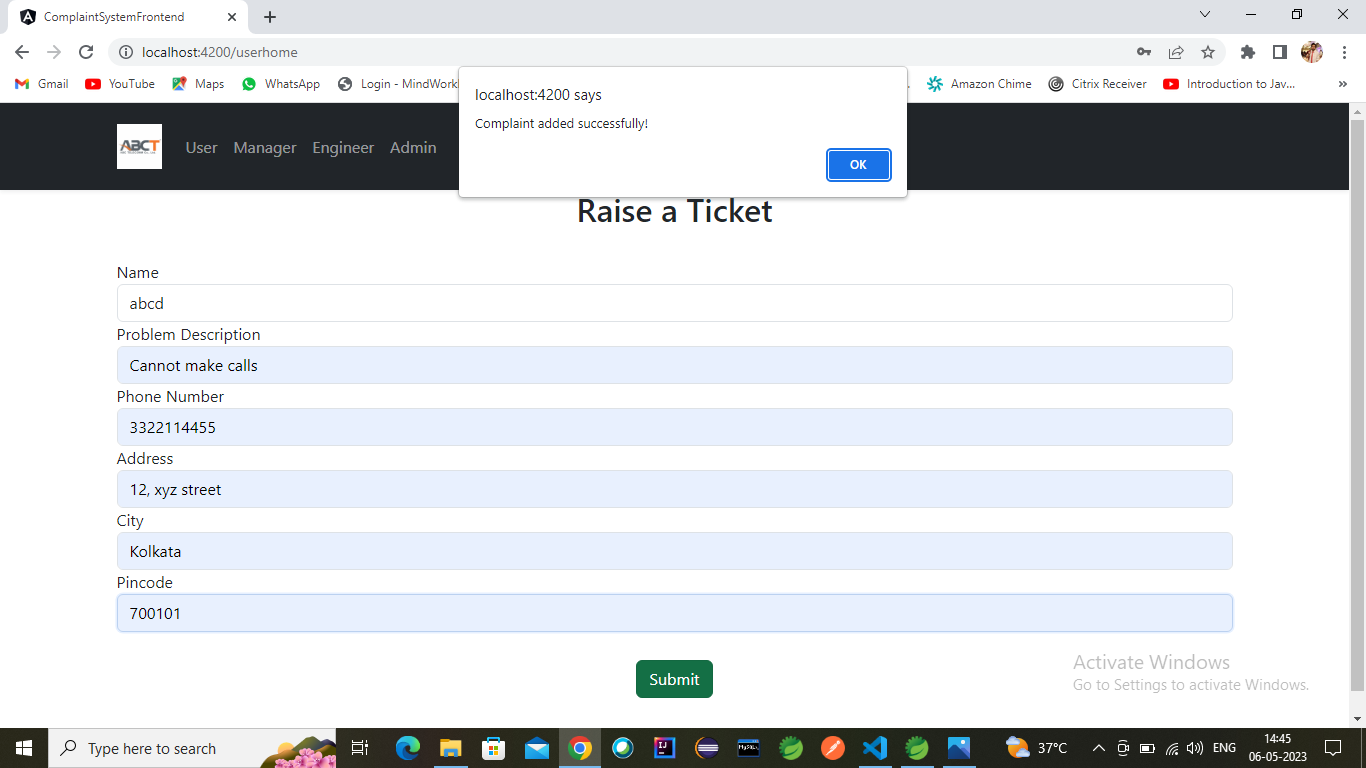 ComplaintSystemFrontend
localhost:4200/userhome
Gmail
YouTube
Maps
WhatsApp
Login - MindWork
Amazon Chime
Citrix Receiver
Introduction to Jav...
»
localhost:4200 says
Complaint added successfully!
OK
ABCT
User
Manager
Engineer
Admin
Raise a Ticket
Name
abcd
Problem Description
Cannot make calls
Phone Number
3322114455
Address
12, xyz street
City
Kolkata
Pincode
700101
Submit
Activate Windows
Go to Settings to activate Windows.
Type here to search
IJ
MySQL
37°C
ENG
14:45
06-05-2023